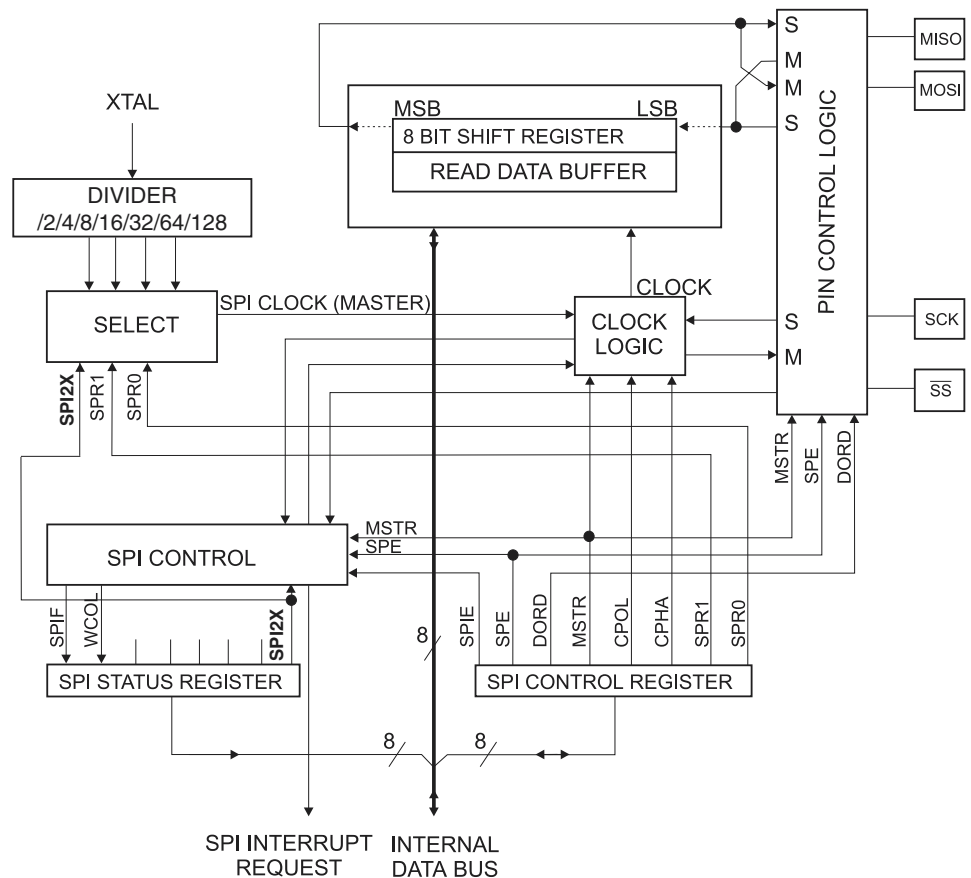 S
MISO
M
MOSI
M
S
PIN CONTROL LOGIC
XTAL
MSB
LSB
8 BIT SHIFT REGISTER
READ DATA BUFFER
DIVIDER
/2/4/8/16/32/64/128
SPI CLOCK (MASTER)
CLOCK
SELECT
CLOCK
LOGIC
S
M
SCK
SS
SPI2X
SPR1
SPR0
MSTR
SPE
DORD
SPI CONTROL
MSTR
SPE
SPIF
WCOL
SPI2X
8
SPIE
SPE
DORD
MSTR
CPOL
CPHA
SPR1
SPR0
SPI STATUS REGISTER
SPI CONTROL REGISTER
8
8
SPI INTERRUPT
REQUEST
INTERNAL
DATA BUS